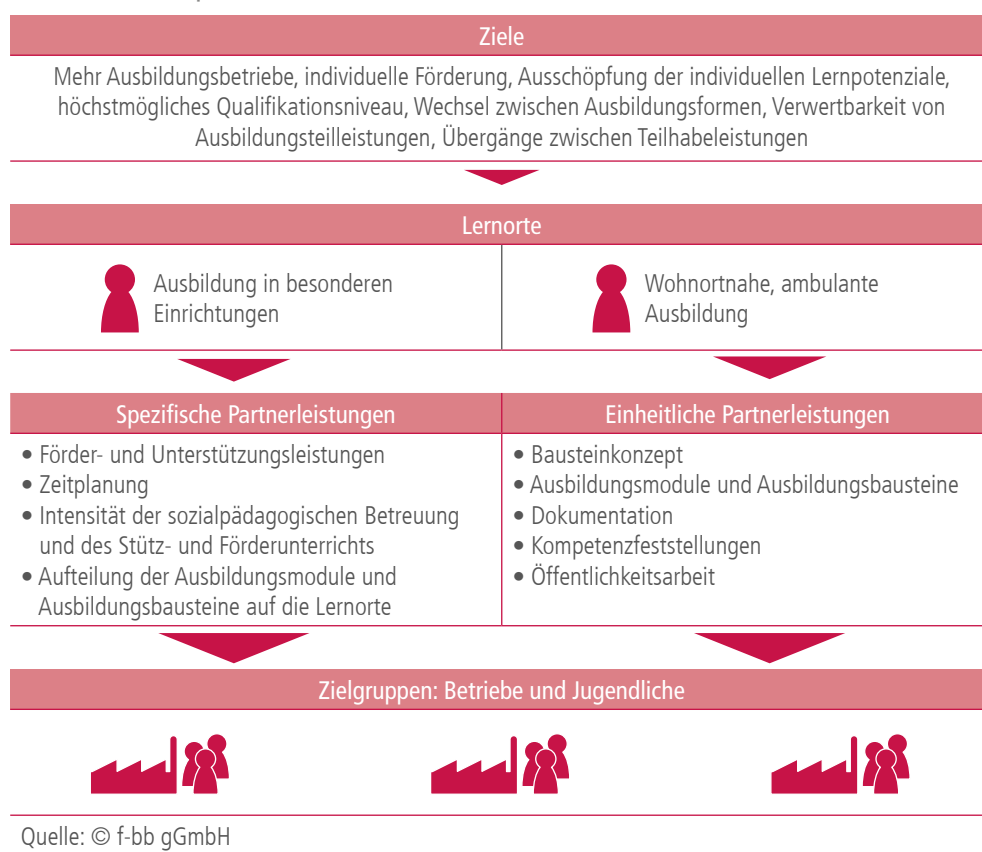 Ziele
Mehr Ausbildungsbetriebe, individuelle Förderung, Ausschöpfung der individuellen Lernpotenziale,
höchstmögliches Qualifikationsniveau, Wechsel zwischen Ausbildungsformen, Verwertbarkeit von
Ausbildungsteilleistungen, Übergänge zwischen Teilhabeleistungen
Lernorte
Ausbildung in besonderen
Einrichtungen
Wohnortnahe, ambulante
Ausbildung
Spezifische Partnerleistungen
• Förder- und Unterstützungsleistungen
• Zeitplanung
• Intensität der sozialpädagogischen Betreuung
und des Stütz- und Förderunterrichts
• Aufteilung der Ausbildungsmodule und
Ausbildungsbausteine auf die Lernorte
Einheitliche Partnerleistungen
• Bausteinkonzept
• Ausbildungsmodule und Ausbildungsbausteine
• Dokumentation
• Kompetenzfeststellungen
• Öffentlichkeitsarbeit
Zielgruppen: Betriebe und Jugendliche
Quelle: © f-bb gGmbH